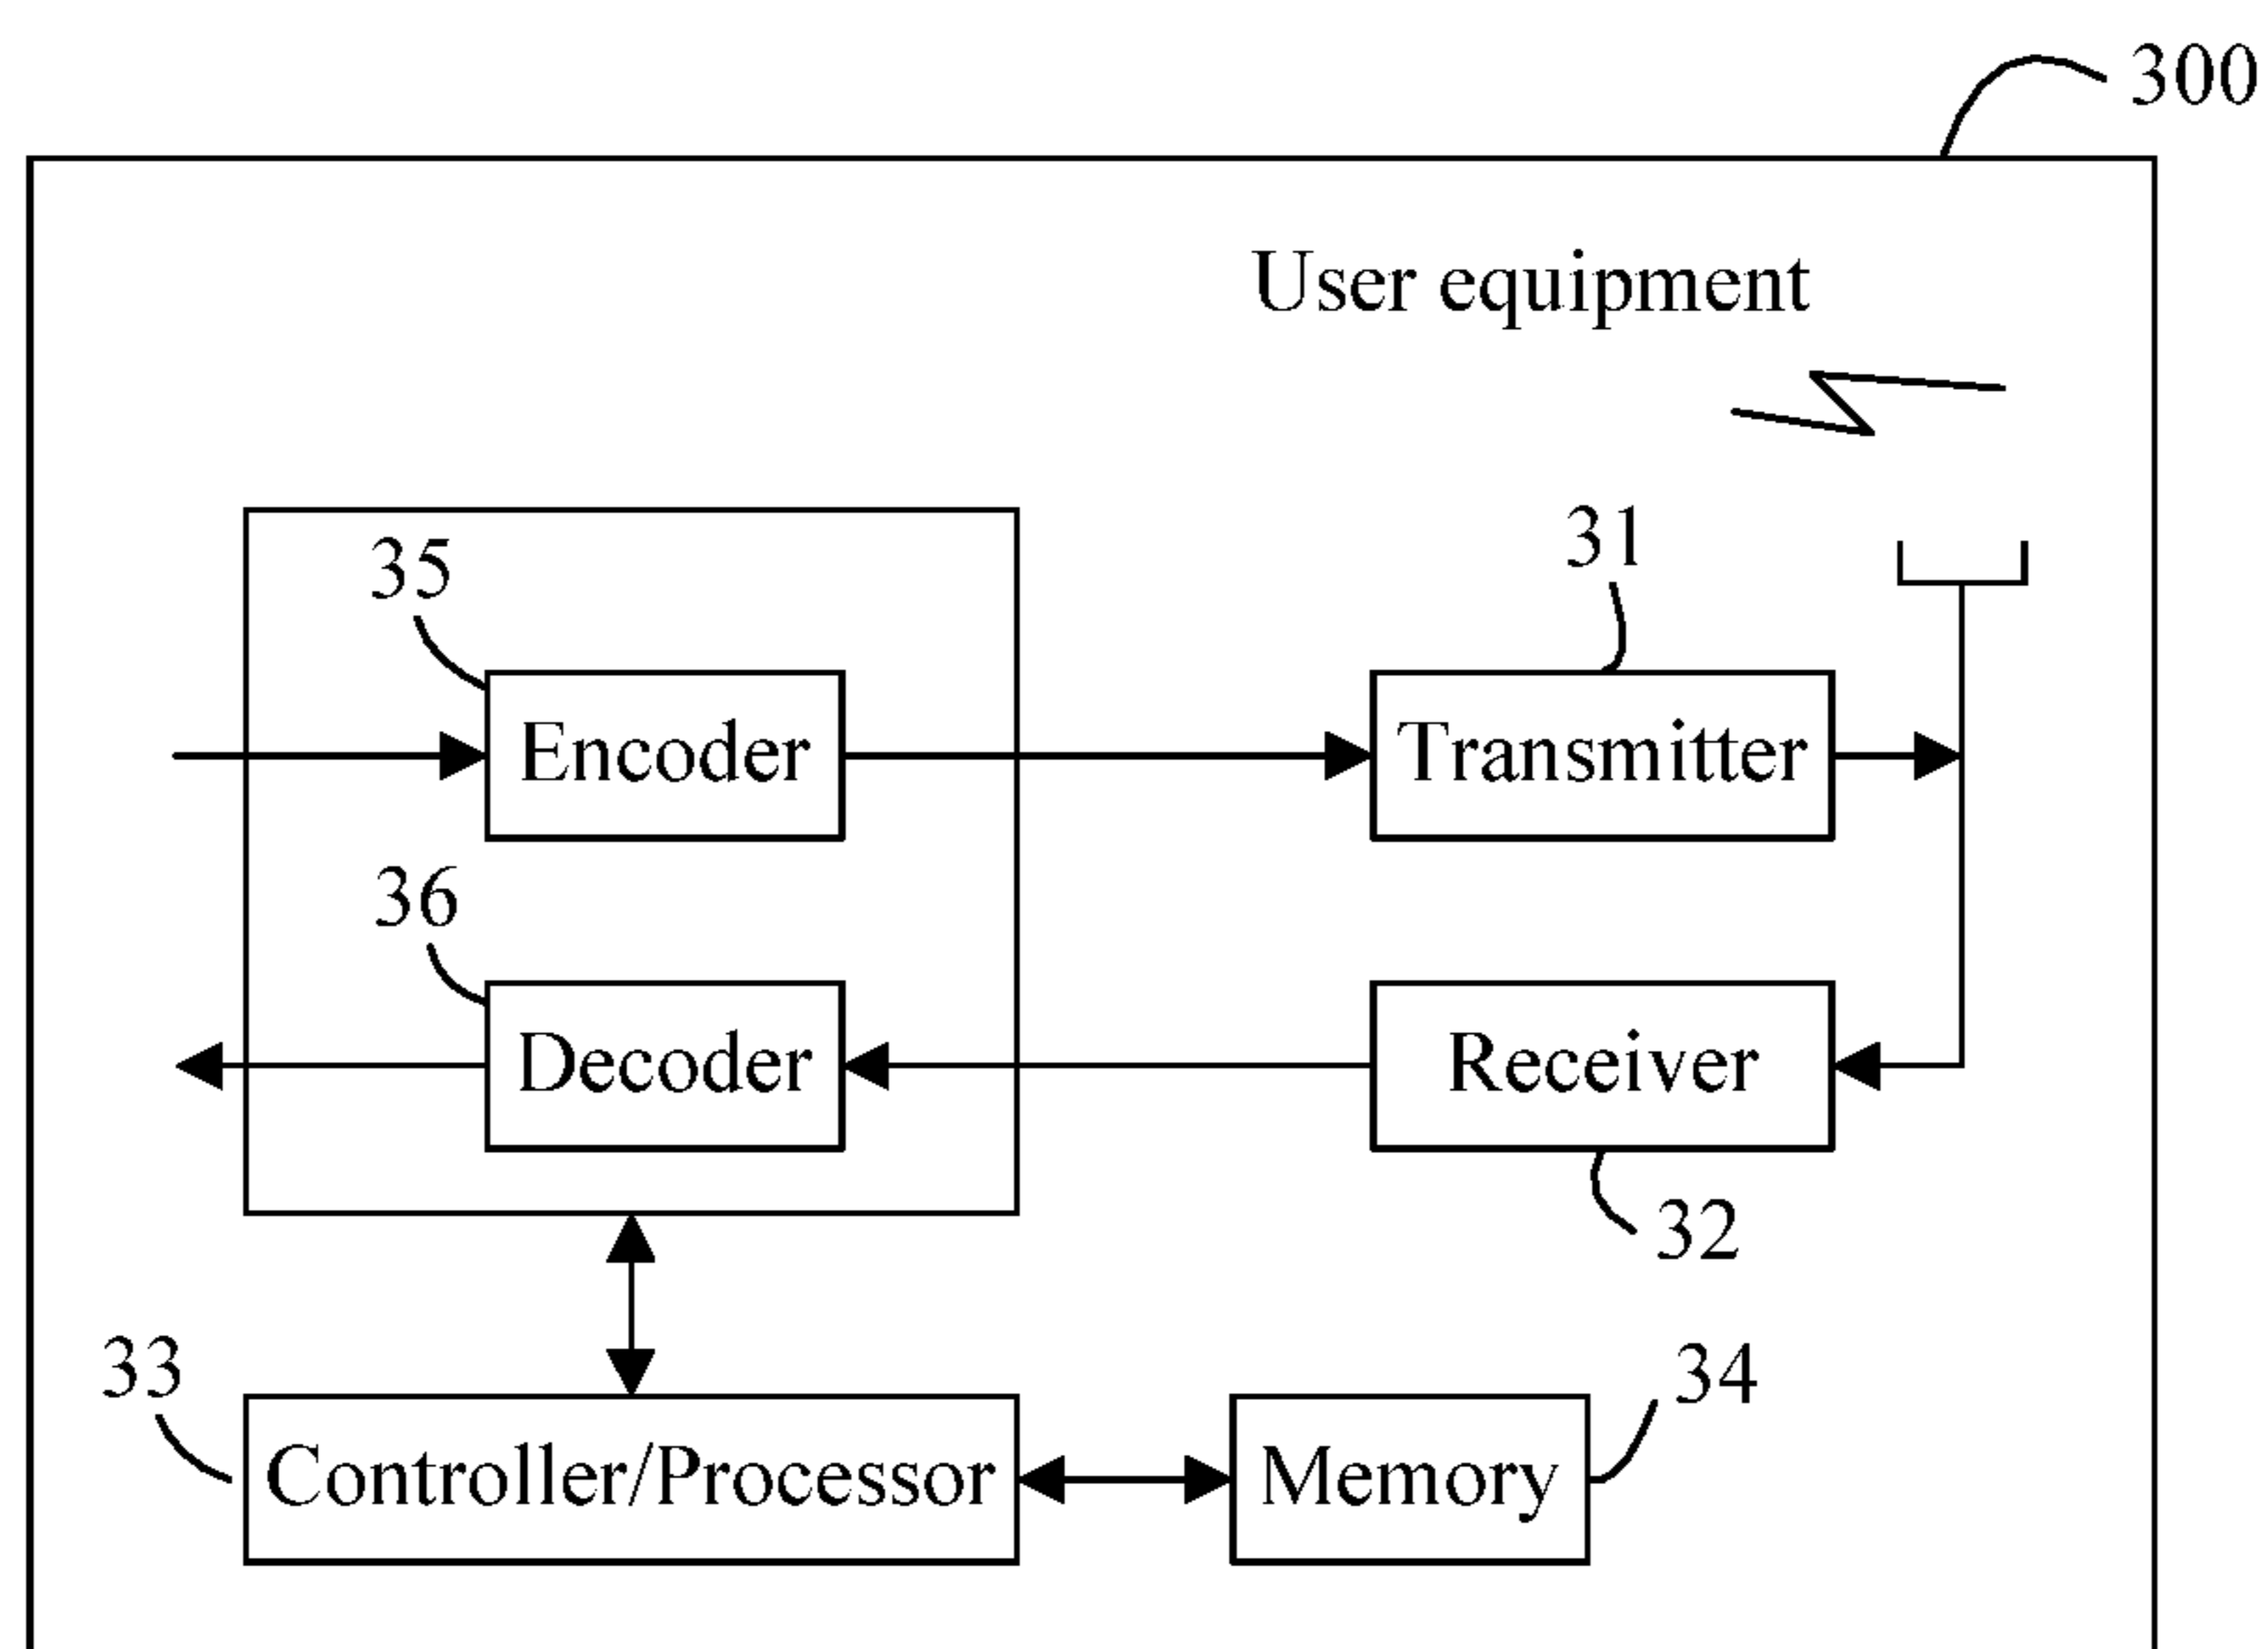 300
User equipment
35
31
Encoder
Transmitter
36
Decoder
Receiver
32
33
34
Controller/Processor
Memory